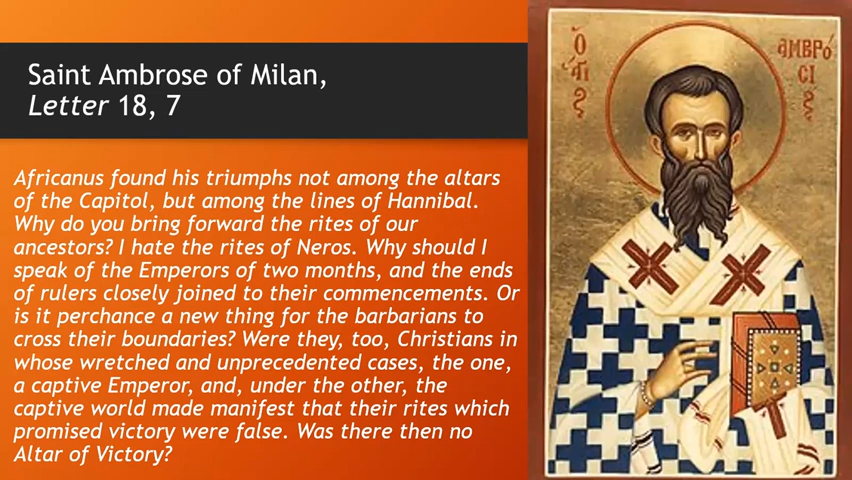 Saint Ambrose of Milan,
Letter 18, 7
Africanus found his triumphs not among the altars
of the Capitol, but among the lines of Hannibal.
Why do you bring forward the rites of our
ancestors? I hate the rites of Neros. Why should I
speak of the Emperors of two months, and the ends
of rulers closely joined to their commencements. Or
is it perchance a new thing for the barbarians to
cross their boundaries? Were they, too, Christians in
whose wretched and unprecedented cases, the one,
a captive Emperor, and, under the other, the
captive world made manifest that their rites which
promised victory were false. Was there then no
Altar of Victory?
ΑΜΒΡΌ
СΙ